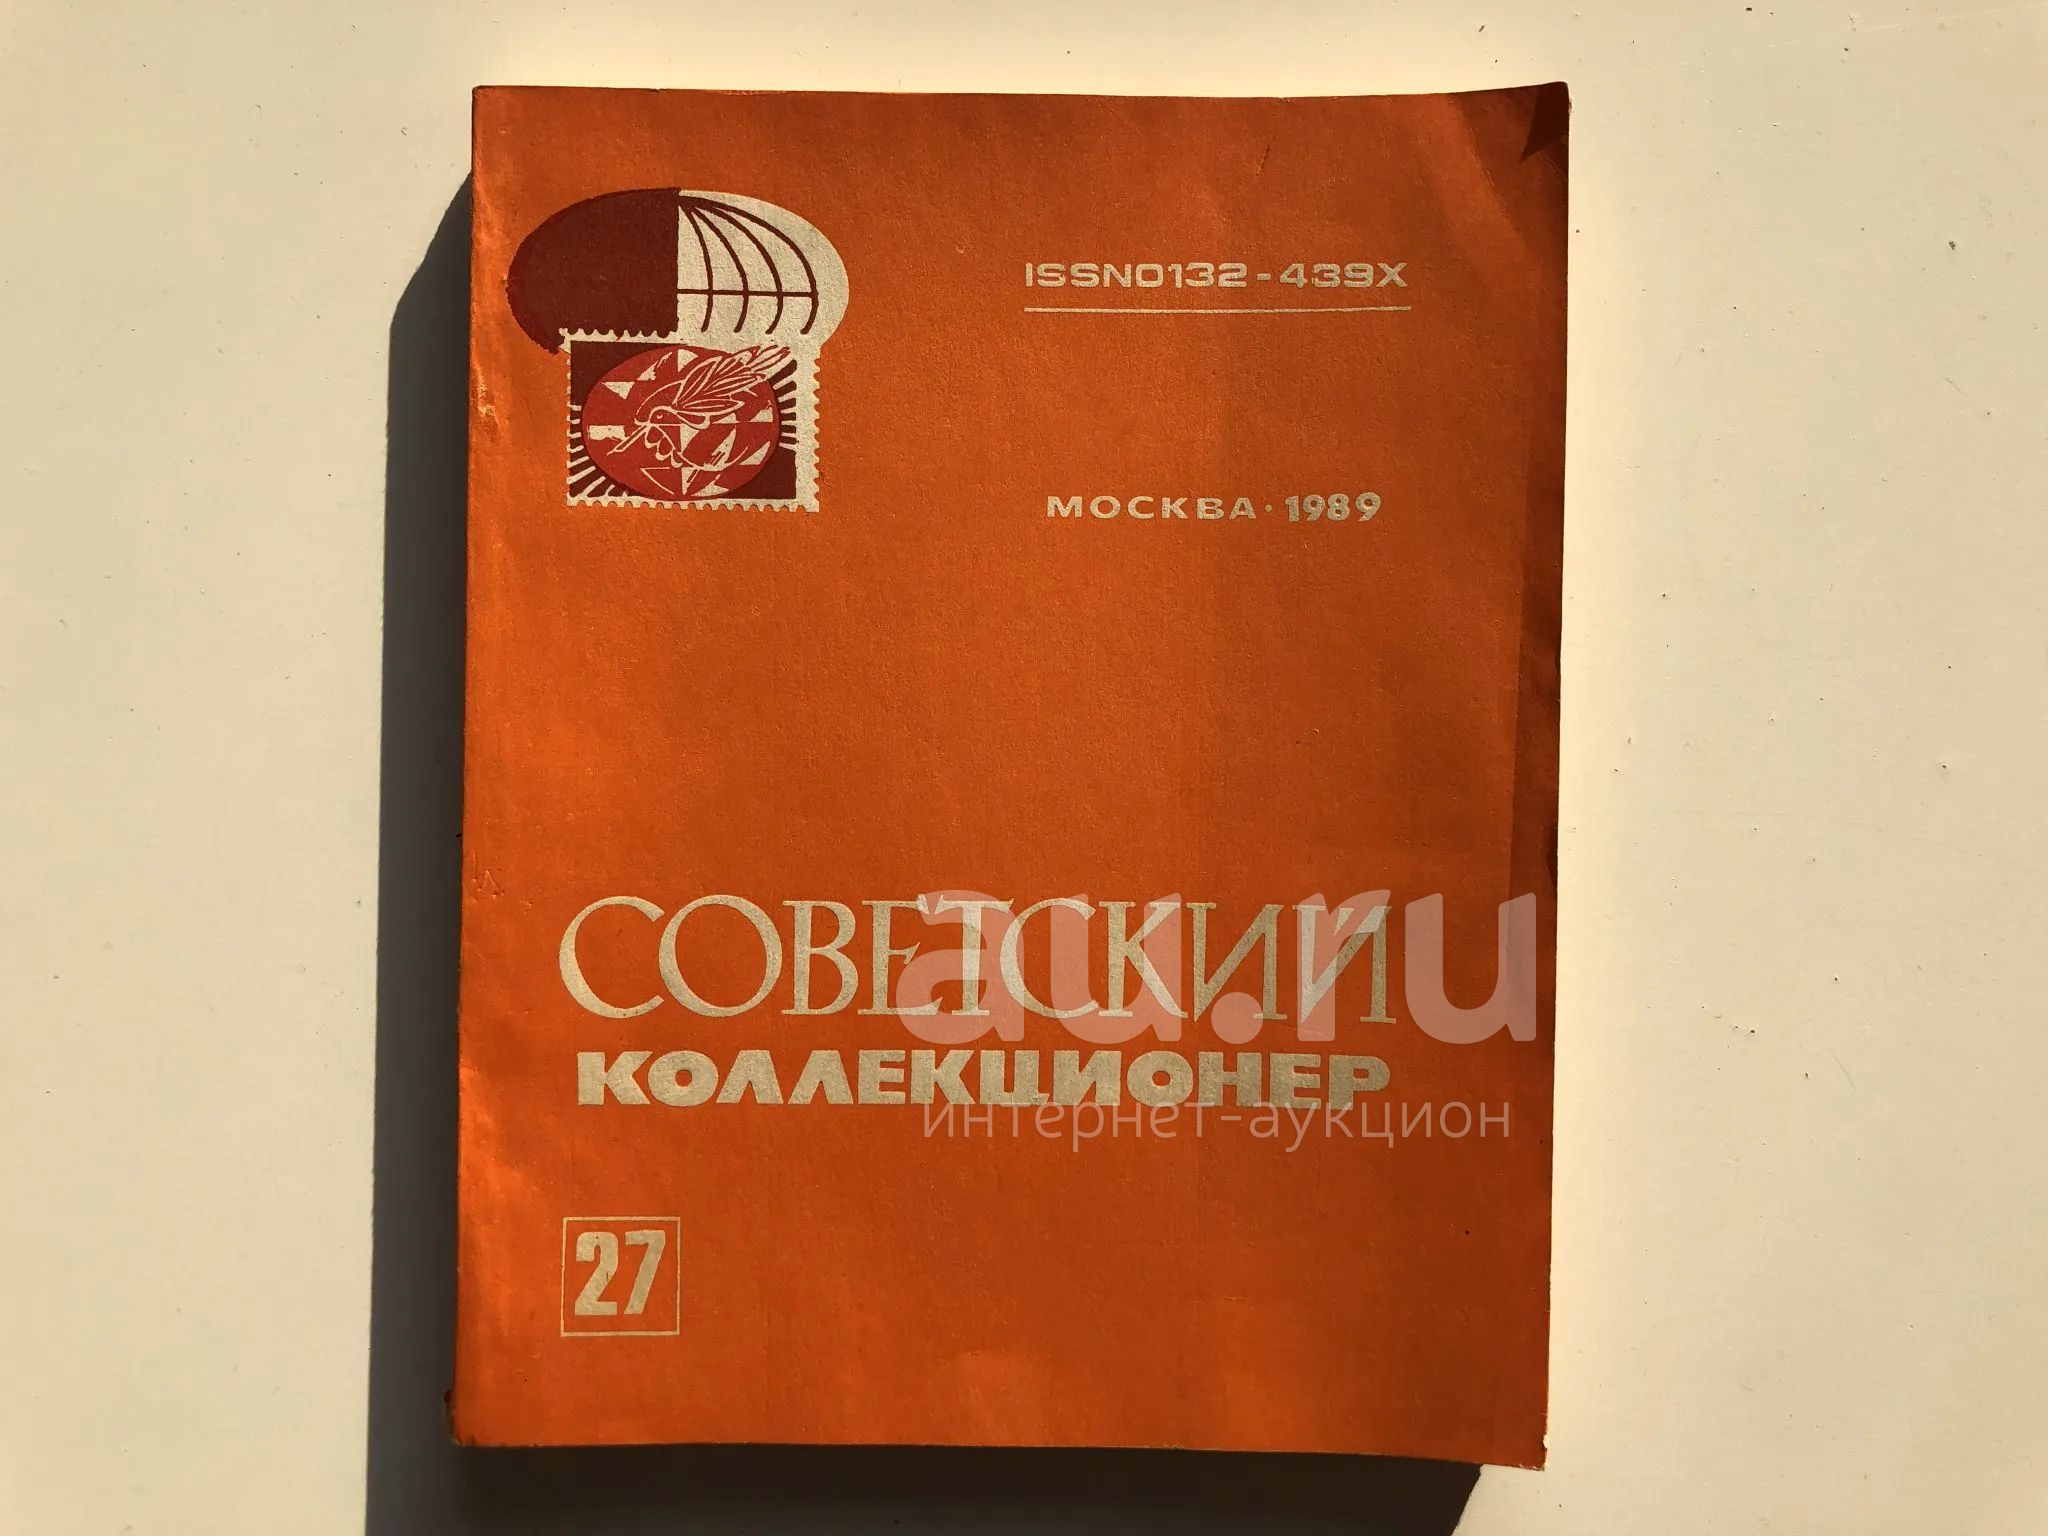 ISSN0132-439X
МОСКВА·1989
СОВЕТСКИЙ
au.ru
КОЛЛЕКЦИОНЕР
интернет-аукцион
27